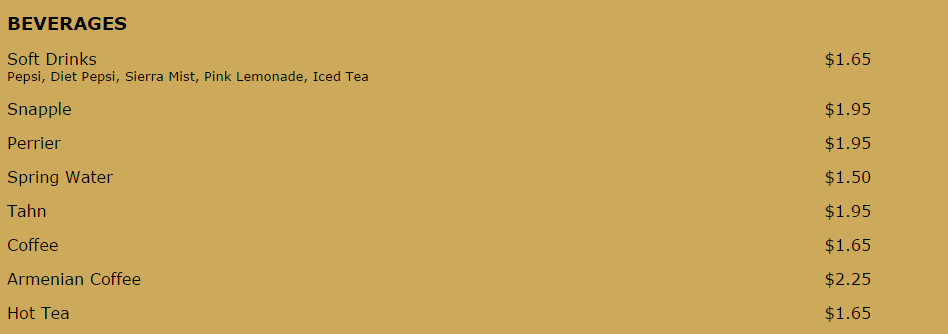 BEVERAGES
Soft Drinks $1.65
Pepsi, Diet Pepsi, Sierra Mist, Pink Lemonade, Iced Tea
Snapple $1.95
Perrier $1.95
Spring Water $1.50
Tahn $1.95
Coffee $1.65
Armenian Coffee $2.25
Hot Tea $1.65